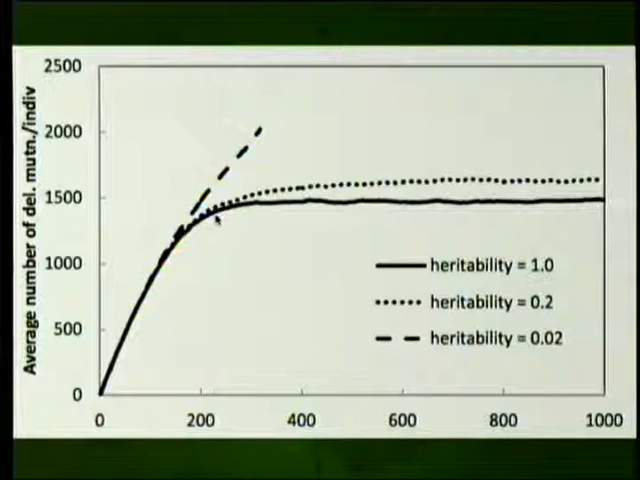 2500
2000
1500
1000
500
0
Average number of del. mutn./indiv
heritability = 1.0
heritability = 0.2
heritability = 0.02
0 200 400 600 800 1000